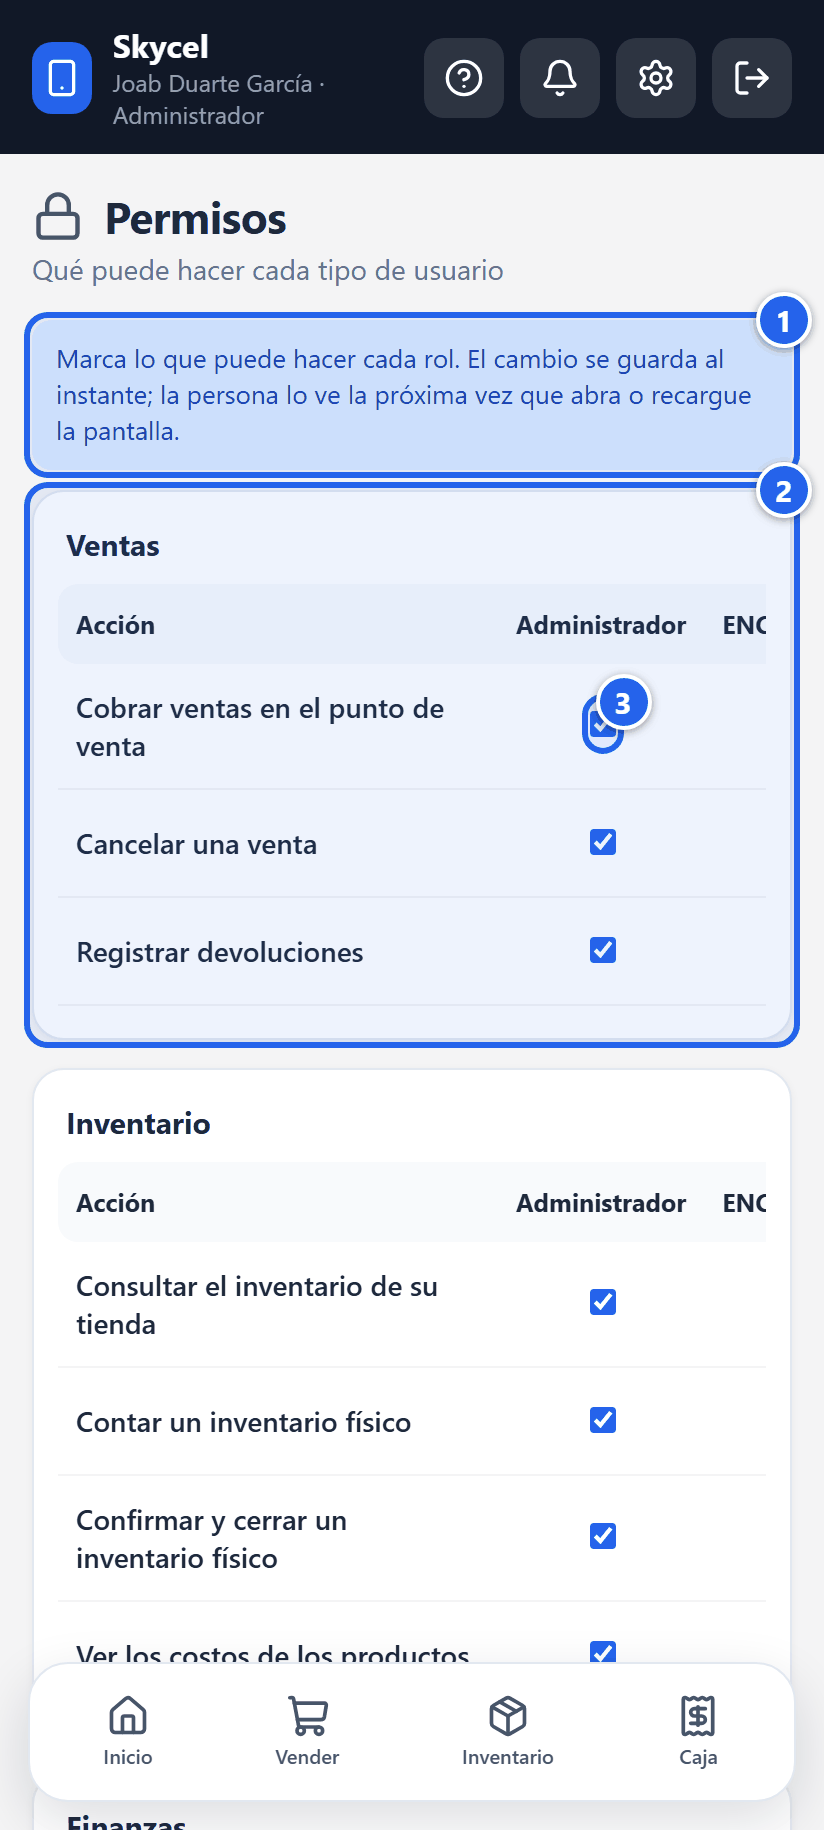 Skycel
Joab Duarte García ·
Administrador
Permisos
Qué puede hacer cada tipo de usuario
1
Marca lo que puede hacer cada rol. El cambio se guarda al
instante; la persona lo ve la próxima vez que abra o recargue
la pantalla.
2
Ventas
Acción Administrador ENC
Cobrar ventas en el punto de
venta
3
Cancelar una venta
Registrar devoluciones
Inventario
Acción Administrador ENC
Consultar el inventario de su
tienda
Contar un inventario físico
Confirmar y cerrar un
inventario físico
Ver los costos de los productos
Inicio Vender Inventario Caja
Finanzas